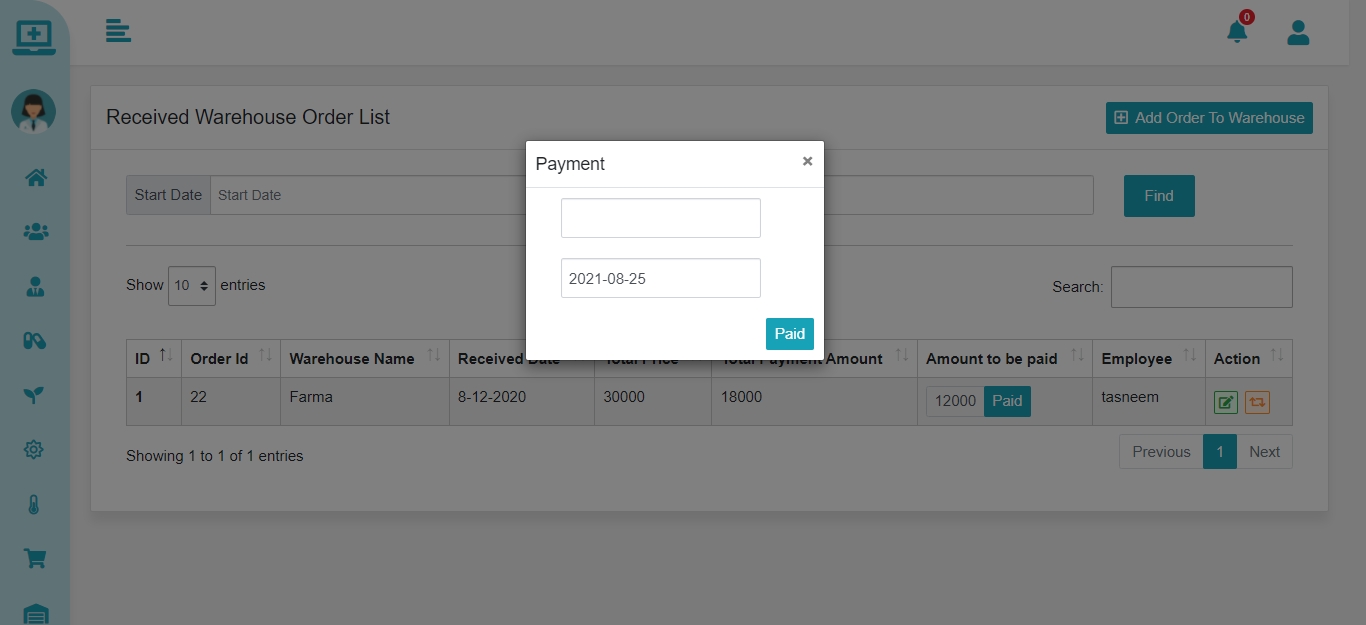 0
Received Warehouse Order List
Add Order To Warehouse
Payment ×
Start Date Start Date
Find
2021-08-25
Show 10 entries
Search:
Paid
ID Order Id Warehouse Name Received Date Total Price Total Payment Amount Amount to be paid Employee Action
1 22 Farma 8-12-2020 30000 18000 12000 Paid tasneem
Showing 1 to 1 of 1 entries
Previous 1 Next